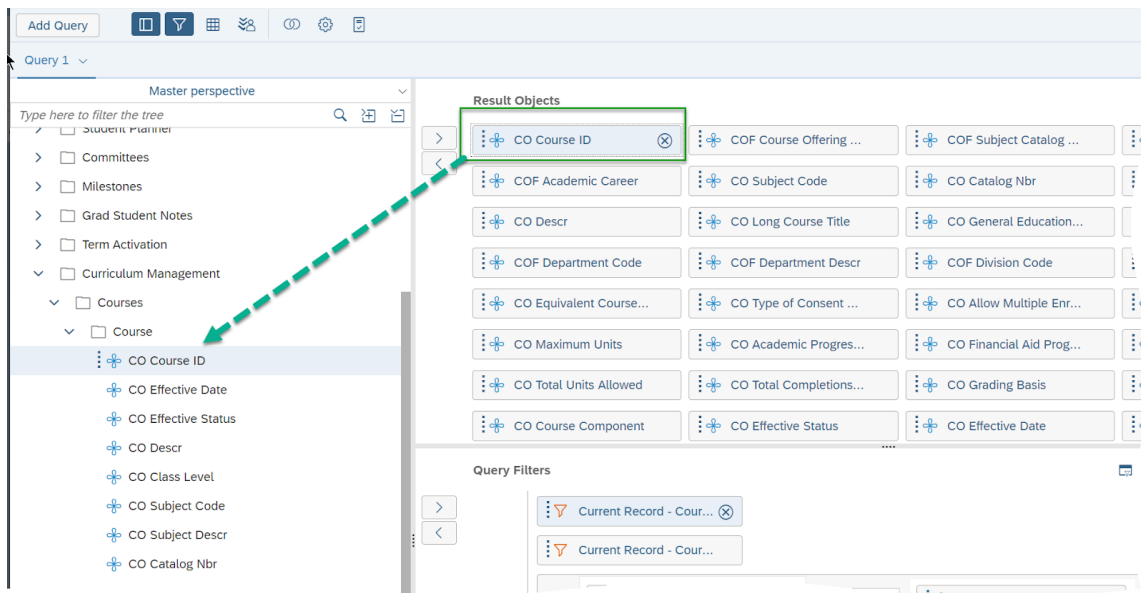 Add Query
Query 1
Master perspective
Type here to filter the tree
Student Planner
Committees
Milestones
Grad Student Notes
Term Activation
Curriculum Management
Courses
Course
CO Course ID
CO Effective Date
CO Effective Status
CO Descr
CO Class Level
CO Subject Code
CO Subject Descr
CO Catalog Nbr
Result Objects
CO Course ID COF Course Offering ... COF Subject Catalog ...
COF Academic Career CO Subject Code CO Catalog Nbr
CO Descr CO Long Course Title CO General Education...
COF Department Code COF Department Descr COF Division Code
CO Equivalent Course... CO Type of Consent ... CO Allow Multiple Enr...
CO Maximum Units CO Academic Progres... CO Financial Aid Prog...
CO Total Units Allowed CO Total Completions... CO Grading Basis
CO Course Component CO Effective Status CO Effective Date
Query Filters
Current Record - Cour...
Current Record - Cour...